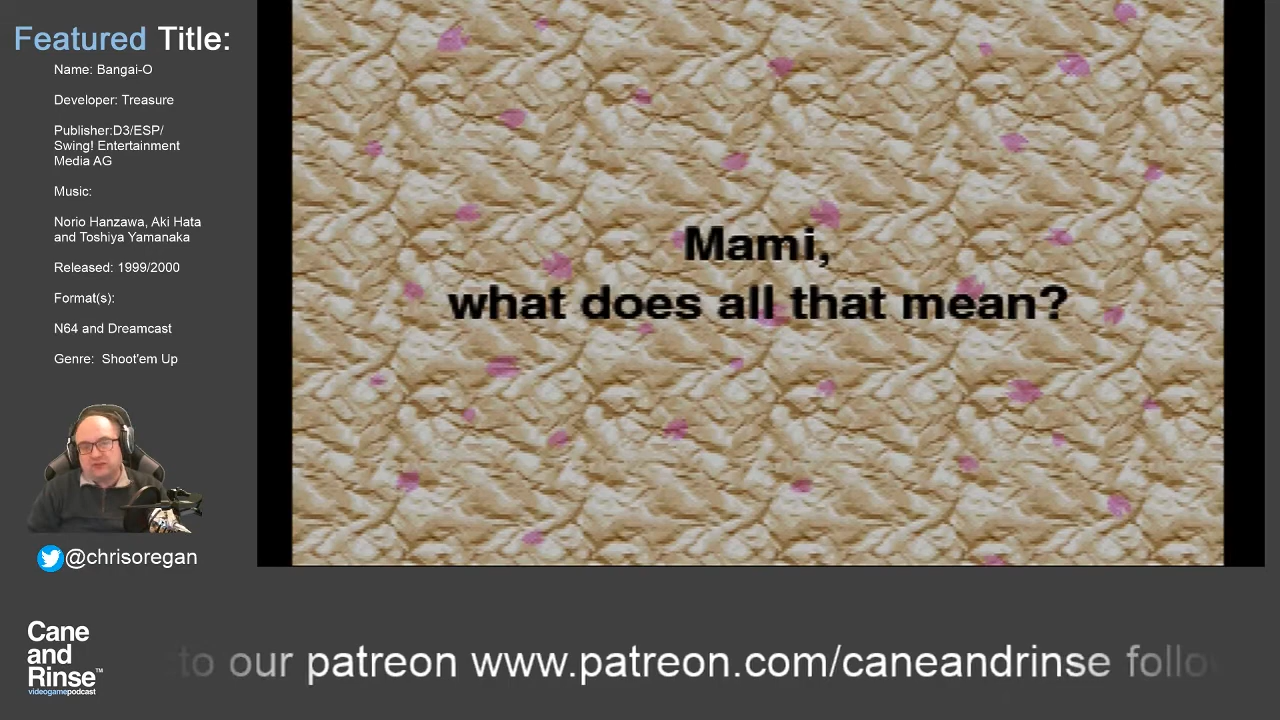 Featured Title:
Name: Bangai-O
Developer: Treasure
Publisher:D3/ESP/
Swing! Entertainment
Media AG
Music:
Norio Hanzawa, Aki Hata
and Toshiya Yamanaka
Released: 1999/2000
Format(s):
N64 and Dreamcast
Genre:  Shoot'em Up
Mami,
what does all that mean?
@chrisoregan
Cane
and
Rinse™
videogamepodcast
to our patreon www.patreon.com/caneandrinse follo